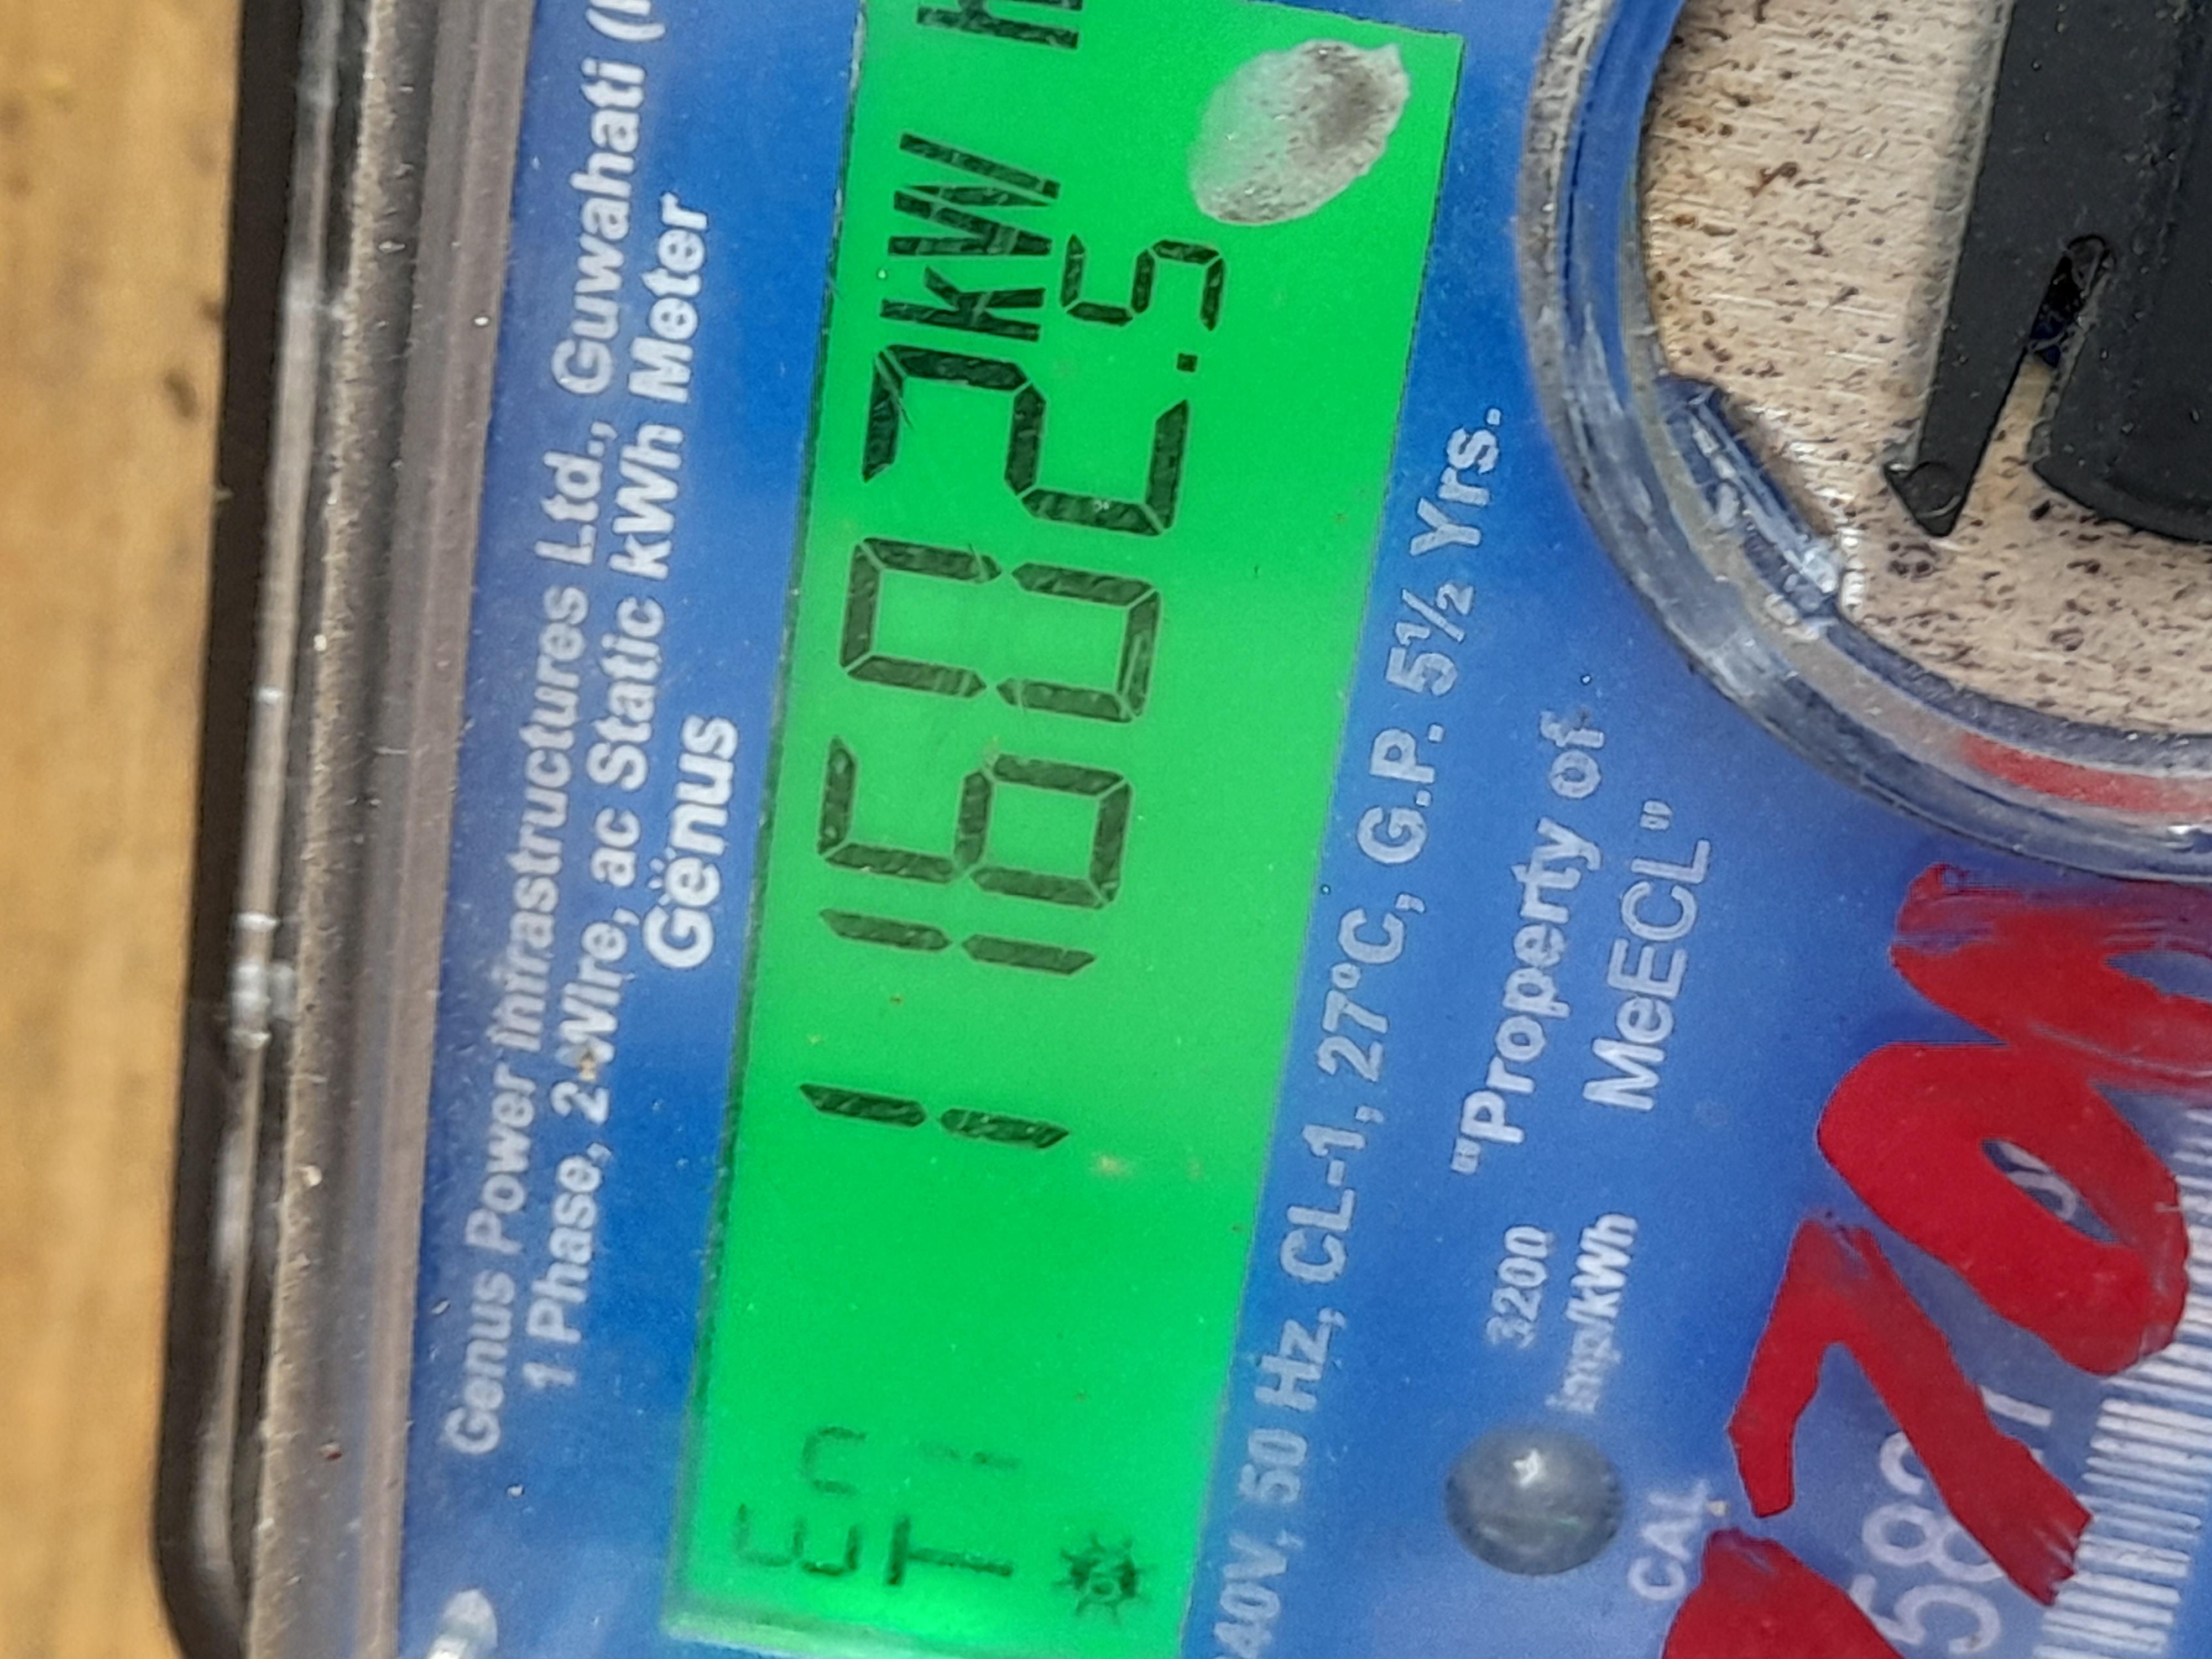 Genus Power Infrastructures Ltd., Guwahati
1 Phase, 2-Wire, ac Static kWh Meter
Genus
11602.5 kWh
240V, 50 Hz, CL-1, 27°C, G.P. 5½ Yrs.
"Property of
MeECL"
3200
imp/kWh
CAL